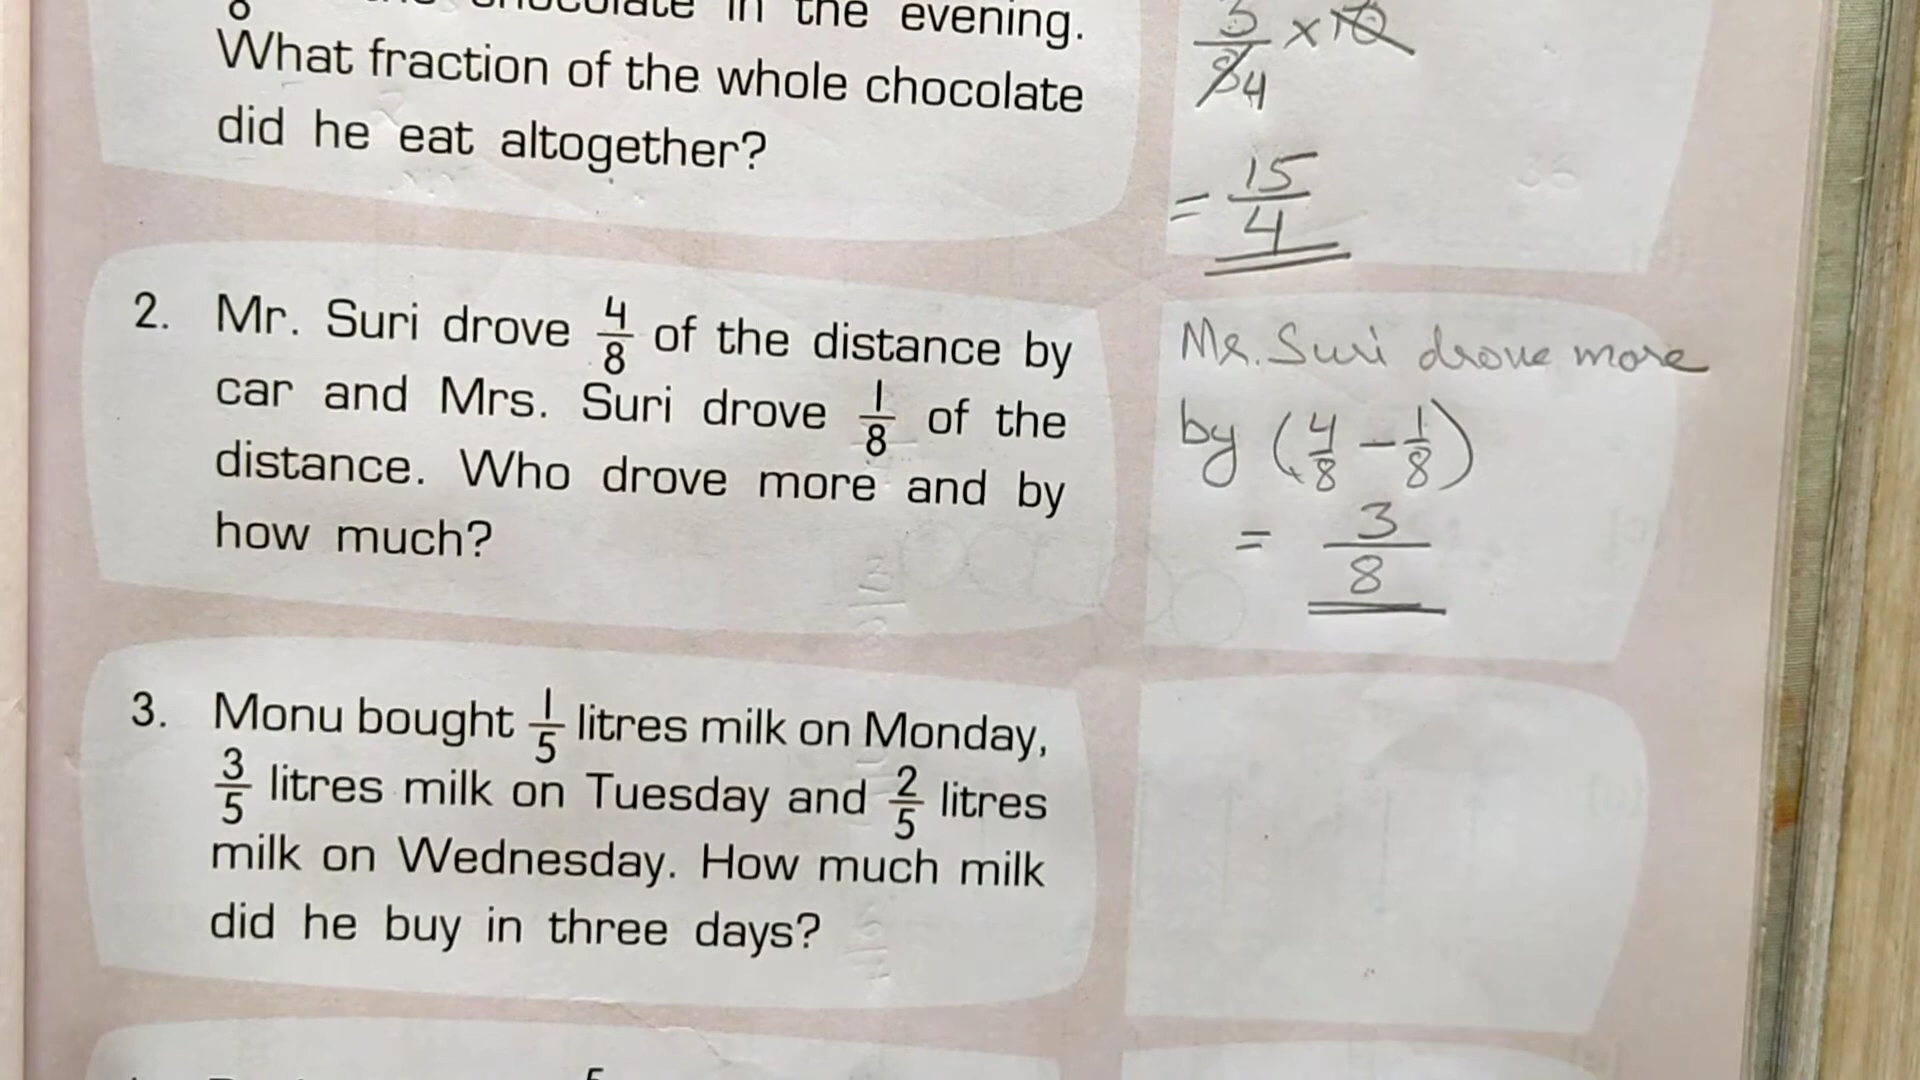 chocolate in the evening.
What fraction of the whole chocolate
did he eat altogether?
= 15/4
2. Mr. Suri drove 4/8 of the distance by
car and Mrs. Suri drove 1/8 of the
distance. Who drove more and by
how much?
Mr. Suri drove more
by (4/8 - 1/8)
= 3/8
3. Monu bought 1/5 litres milk on Monday,
3/5 litres milk on Tuesday and 2/5 litres
milk on Wednesday. How much milk
did he buy in three days?